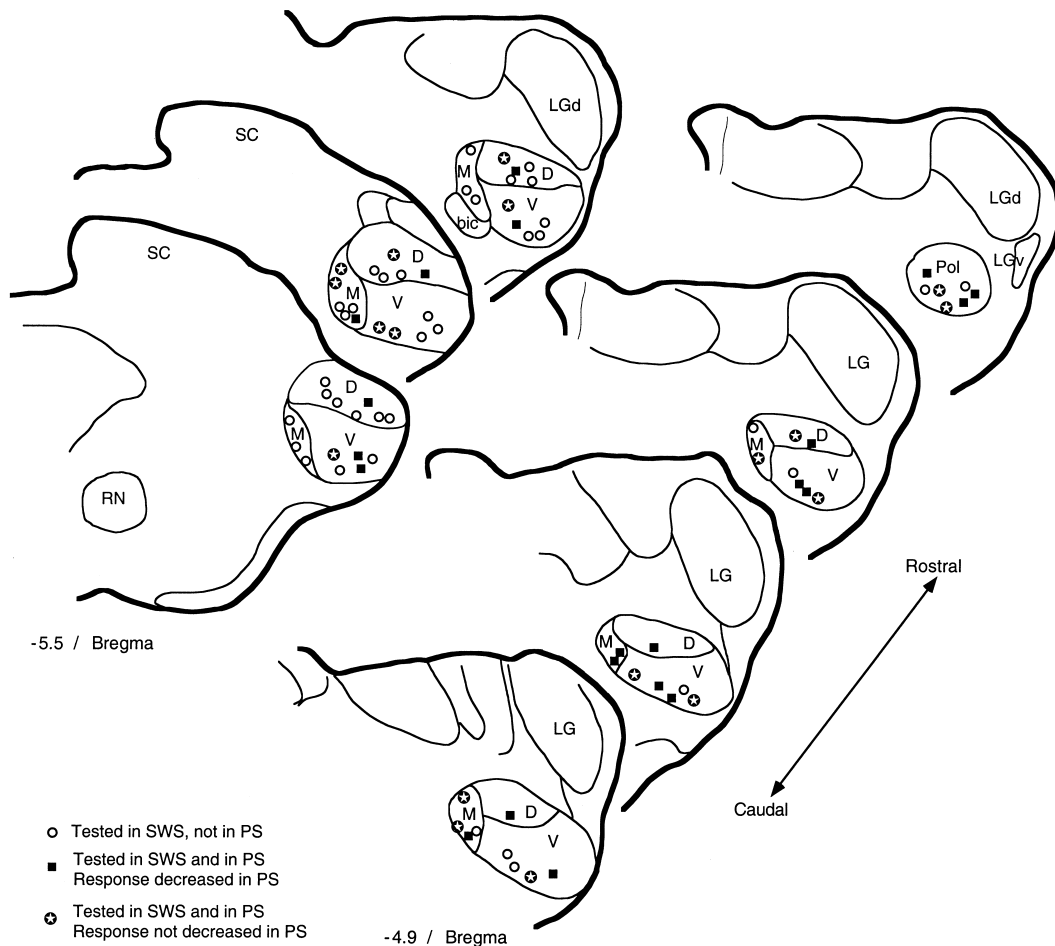 LGd
SC
M
D
V
bic
LGd
LGv
Pol
SC
D
M
V
LG
D
M
V
D
M
V
RN
LG
M
D
V
Rostral
Caudal
-5.5 / Bregma
LG
M
D
V
Tested in SWS, not in PS
Tested in SWS and in PS
Response decreased in PS
Tested in SWS and in PS
Response not decreased in PS
-4.9 / Bregma